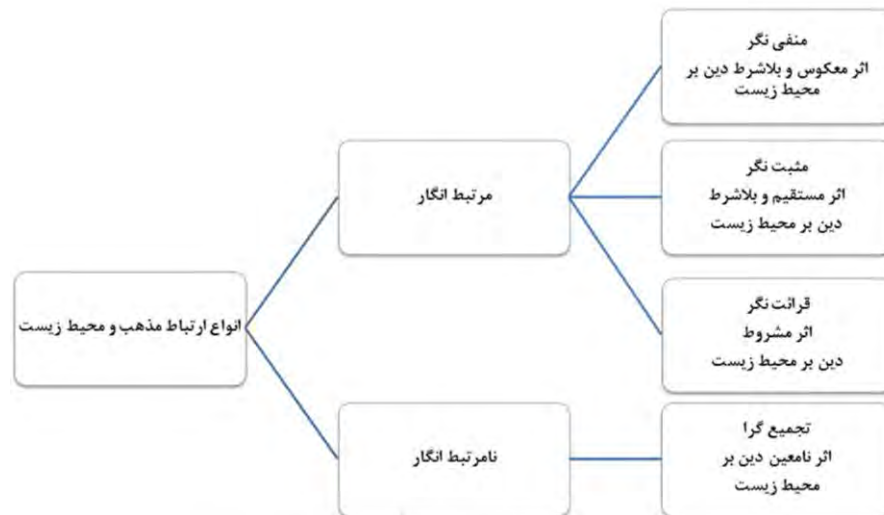 منفی نگر
اثر معکوس و بلاشرط دین بر
محیط زیست
مثبت نگر
اثر مستقیم و بلاشرط
دین بر محیط زیست
مرتبط انگار
قرائت نگر
اثر مشروط
دین بر محیط زیست
انواع ارتباط مذهب و محیط زیست
تجمیع گرا
اثر نامعین دین بر
محیط زیست
نامرتبط انگار